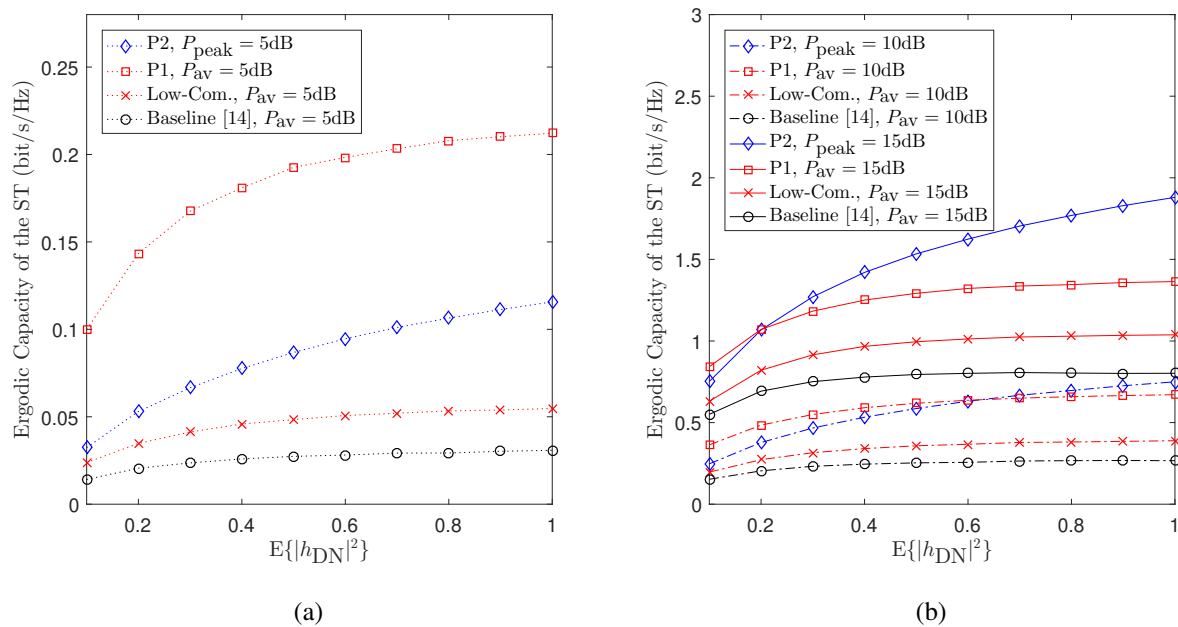 0.25
0.2
0.15
0.1
0.05
0
0.2
0.4
0.6
0.8
1
Ergodic Capacity of the ST (bit/s/Hz)
E{|h_DN|²}
P2, P_peak = 5dB
P1, P_av = 5dB
Low-Com., P_av = 5dB
Baseline [14], P_av = 5dB
(a)
3
2.5
2
1.5
1
0.5
0
0.2
0.4
0.6
0.8
1
Ergodic Capacity of the ST (bit/s/Hz)
E{|h_DN|²}
P2, P_peak = 10dB
P1, P_av = 10dB
Low-Com., P_av = 10dB
Baseline [14], P_av = 10dB
P2, P_peak = 15dB
P1, P_av = 15dB
Low-Com., P_av = 15dB
Baseline [14], P_av = 15dB
(b)